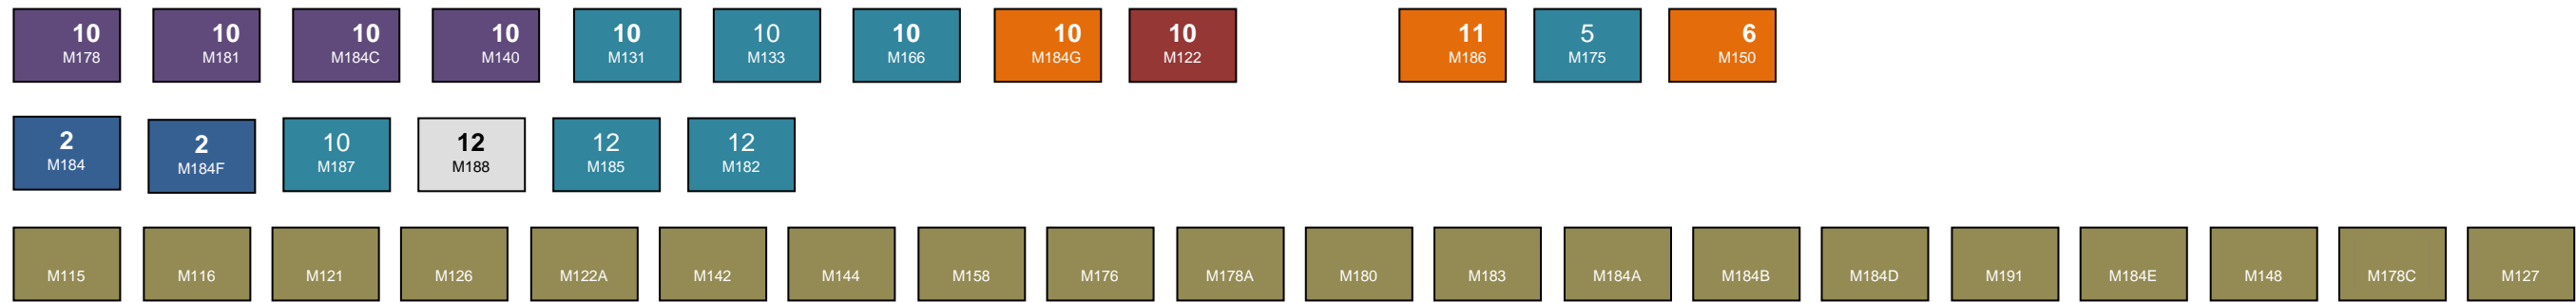 10 10 10 10 10 10 10 10 10 11 5 6
M178 M181 M184C M140 M131 M133 M166 M184G M122 M186 M175 M150
2 2 10 12 12 12
M184 M184F M187 M188 M185 M182
M115 M116 M121 M126 M122A M142 M144 M158 M176 M178A M180 M183 M184A M184B M184D M191 M184E M148 M178C M127